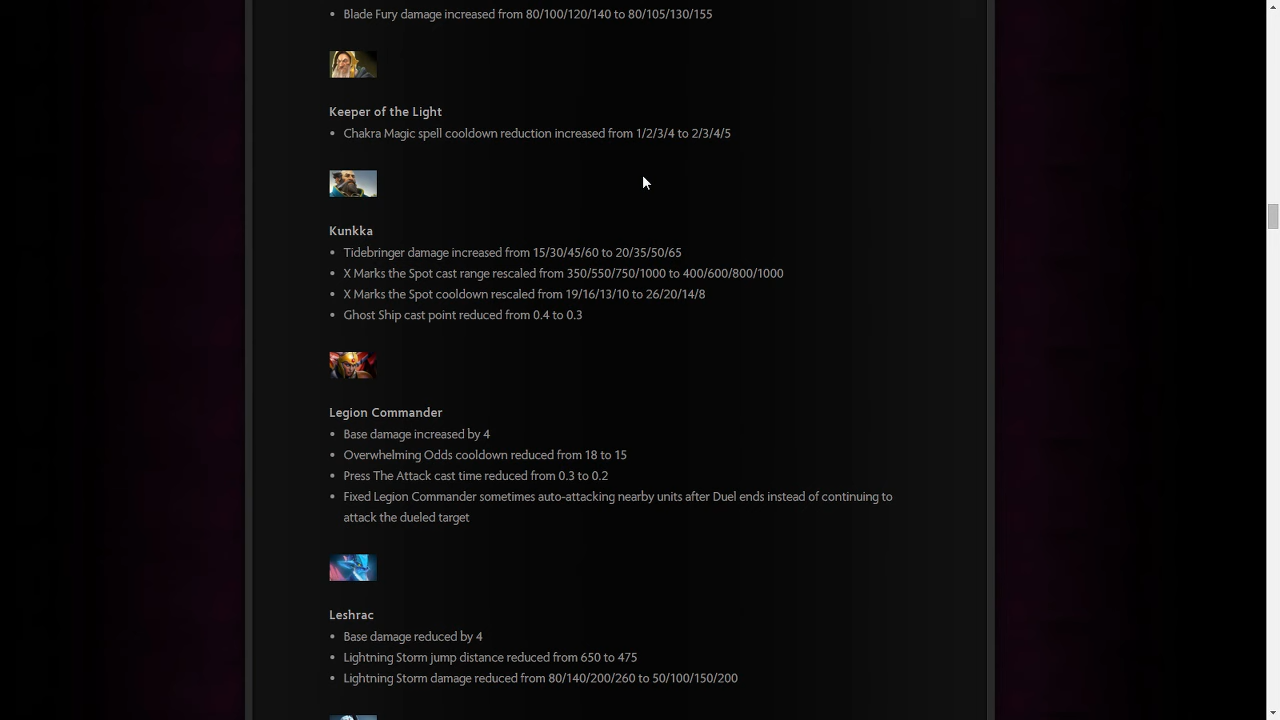 Blade Fury damage increased from 80/100/120/140 to 80/105/130/155
Keeper of the Light
Chakra Magic spell cooldown reduction increased from 1/2/3/4 to 2/3/4/5
Kunkka
Tidebringer damage increased from 15/30/45/60 to 20/35/50/65
X Marks the Spot cast range rescaled from 350/550/750/1000 to 400/600/800/1000
X Marks the Spot cooldown rescaled from 19/16/13/10 to 26/20/14/8
Ghost Ship cast point reduced from 0.4 to 0.3
Legion Commander
Base damage increased by 4
Overwhelming Odds cooldown reduced from 18 to 15
Press The Attack cast time reduced from 0.3 to 0.2
Fixed Legion Commander sometimes auto-attacking nearby units after Duel ends instead of continuing to
attack the dueled target
Leshrac
Base damage reduced by 4
Lightning Storm jump distance reduced from 650 to 475
Lightning Storm damage reduced from 80/140/200/260 to 50/100/150/200